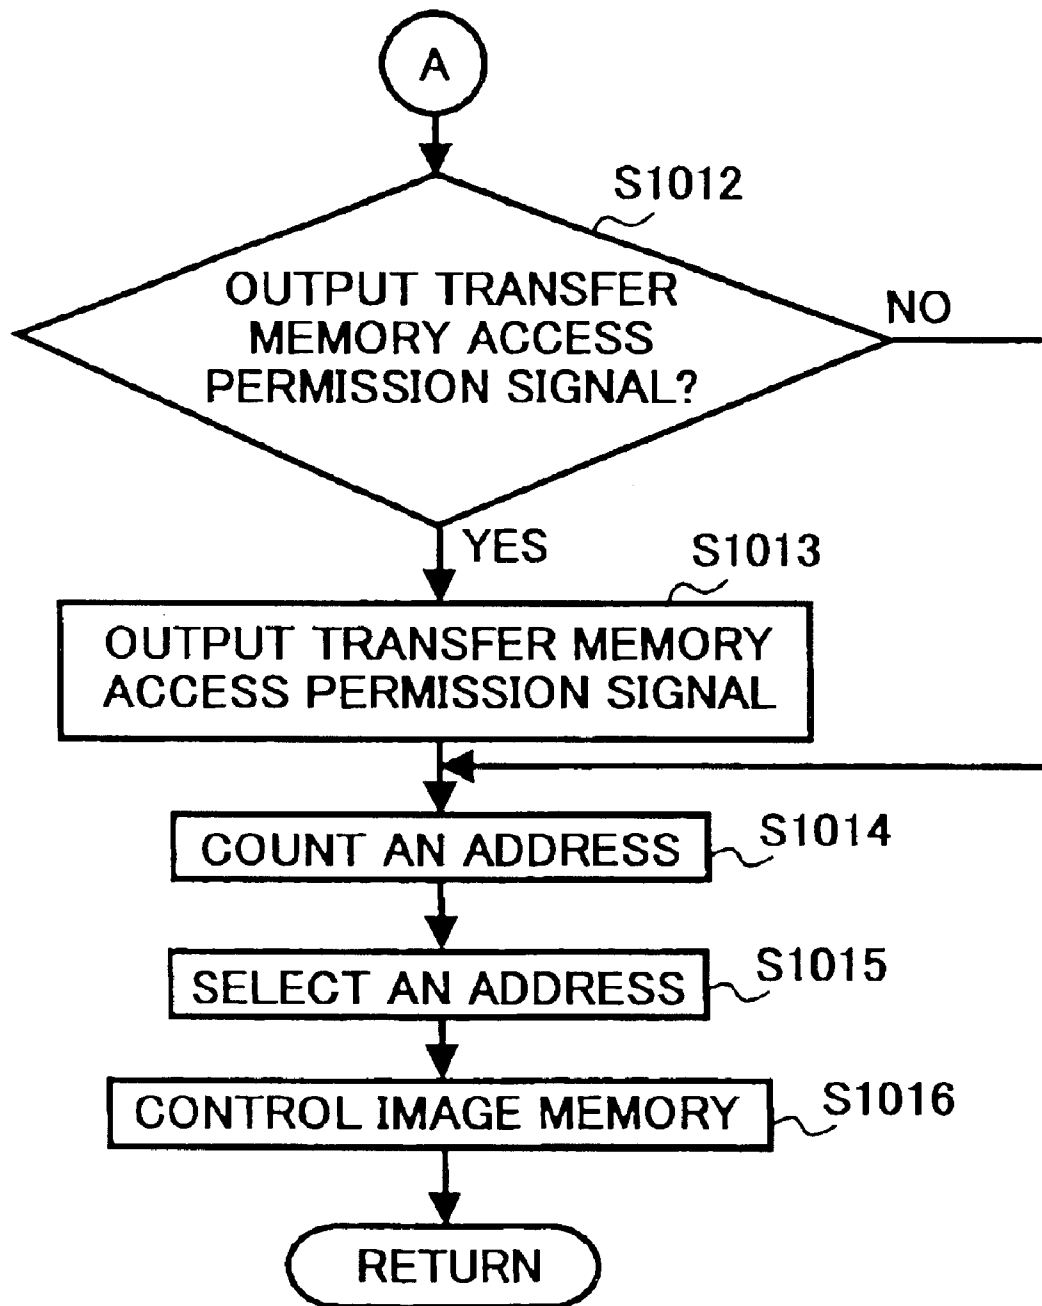 A
S1012
OUTPUT TRANSFER
MEMORY ACCESS
PERMISSION SIGNAL?
NO
YES
S1013
OUTPUT TRANSFER MEMORY
ACCESS PERMISSION SIGNAL
COUNT AN ADDRESS
S1014
SELECT AN ADDRESS
S1015
CONTROL IMAGE MEMORY
S1016
RETURN